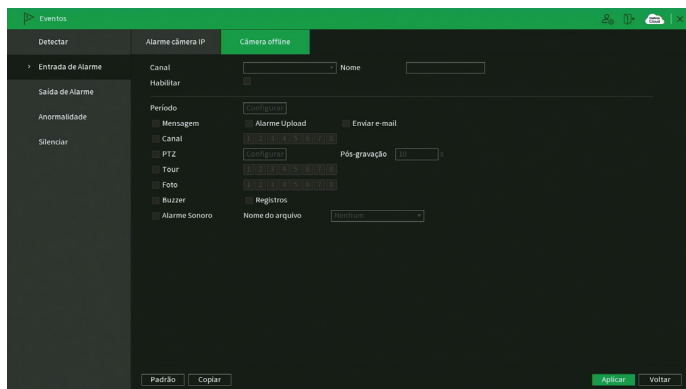 Eventos
Detectar
Alarme câmera IP
Câmera offline
Entrada de Alarme
Saída de Alarme
Anormalidade
Silenciar
Canal
Nome
Habilitar
Período
Configurar
Mensagem
Alarme Upload
Enviar e-mail
Canal
1 2 3 4 5 6 7 8
PTZ
Configurar
Pós-gravação
10
s
Tour
1 2 3 4 5 6 7 8
Foto
1 2 3 4 5 6 7 8
Buzzer
Registros
Alarme Sonoro
Nome do arquivo
Nenhum
Padrão
Copiar
Aplicar
Voltar